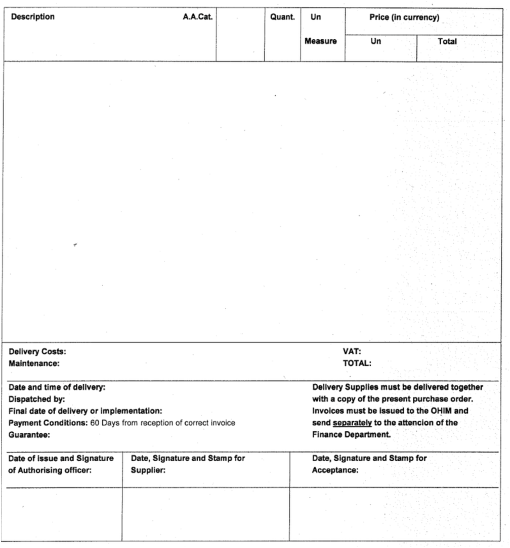 Description A.A.Cat. Quant. Un Price (in currency)
Measure Un Total
Delivery Costs: VAT:
Maintenance: TOTAL:
Date and time of delivery:
Dispatched by:
Final date of delivery or implementation:
Payment Conditions: 60 Days from reception of correct invoice
Guarantee:
Delivery Supplies must be delivered together
with a copy of the present purchase order.
Invoices must be issued to the OHIM and
send separately to the attencion of the
Finance Department.
Date of issue and Signature
of Authorising officer:
Date, Signature and Stamp for
Supplier:
Date, Signature and Stamp for
Acceptance: